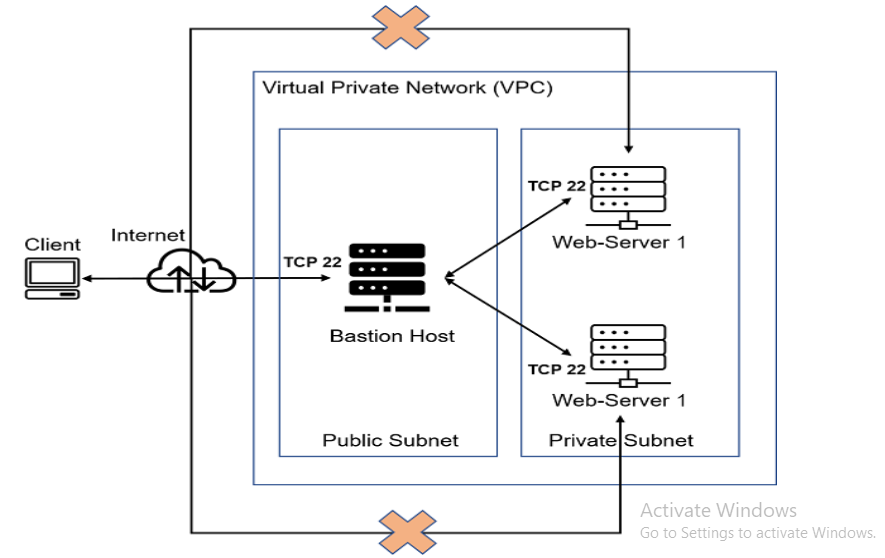 Virtual Private Network (VPC)
TCP 22
Web-Server 1
Client
Internet
TCP 22
Bastion Host
TCP 22
Web-Server 1
Public Subnet
Private Subnet
Activate Windows
Go to Settings to activate Windows.